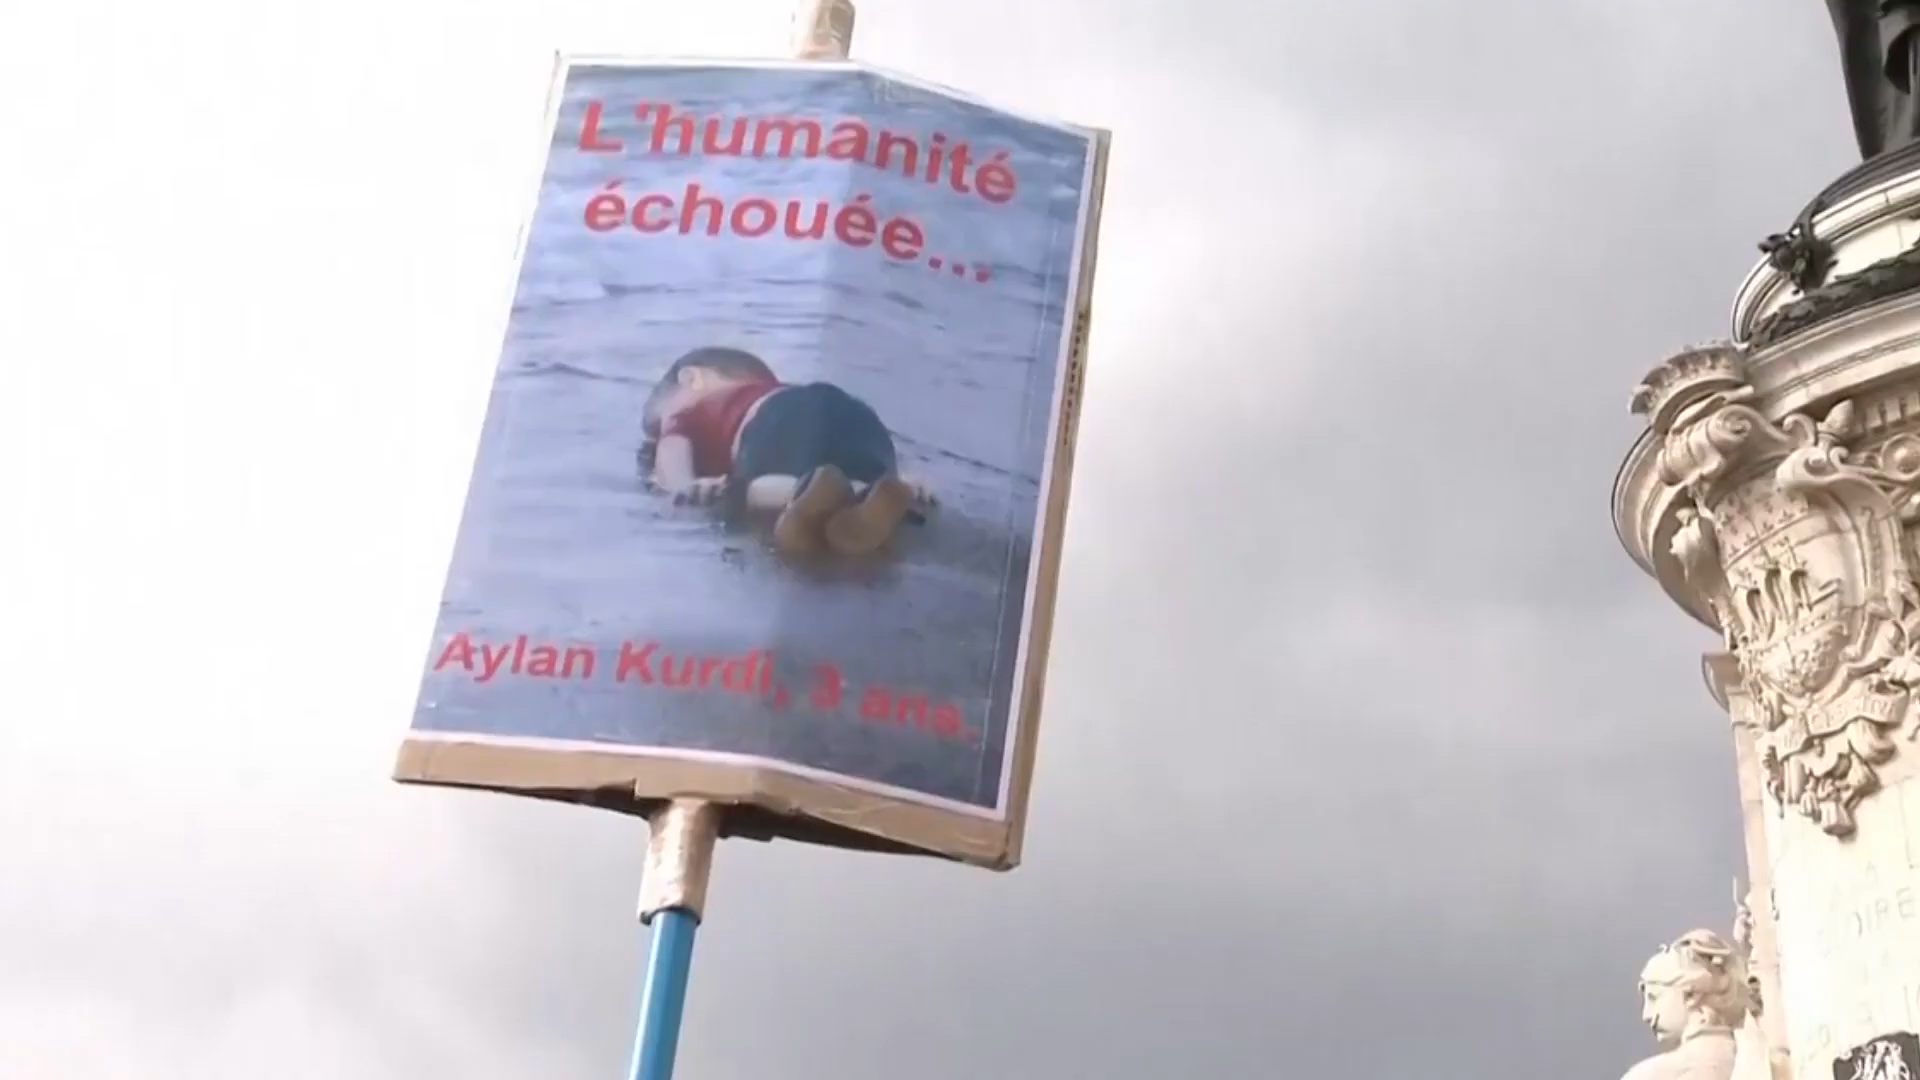 L'humanité
échouée...
Aylan Kurdi, 3 ans.